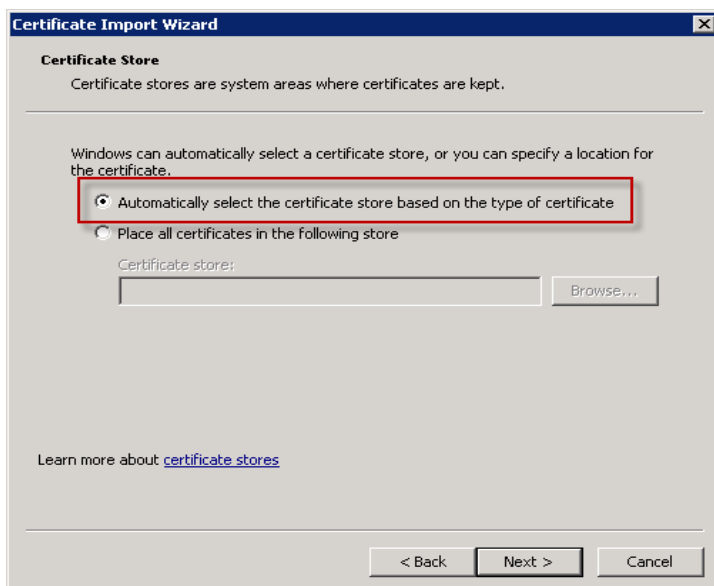 Certificate Import Wizard
Certificate Store
Certificate stores are system areas where certificates are kept.
Windows can automatically select a certificate store, or you can specify a location for
the certificate.
Automatically select the certificate store based on the type of certificate
Place all certificates in the following store
Certificate store:
Browse...
Learn more about certificate stores
< Back
Next >
Cancel